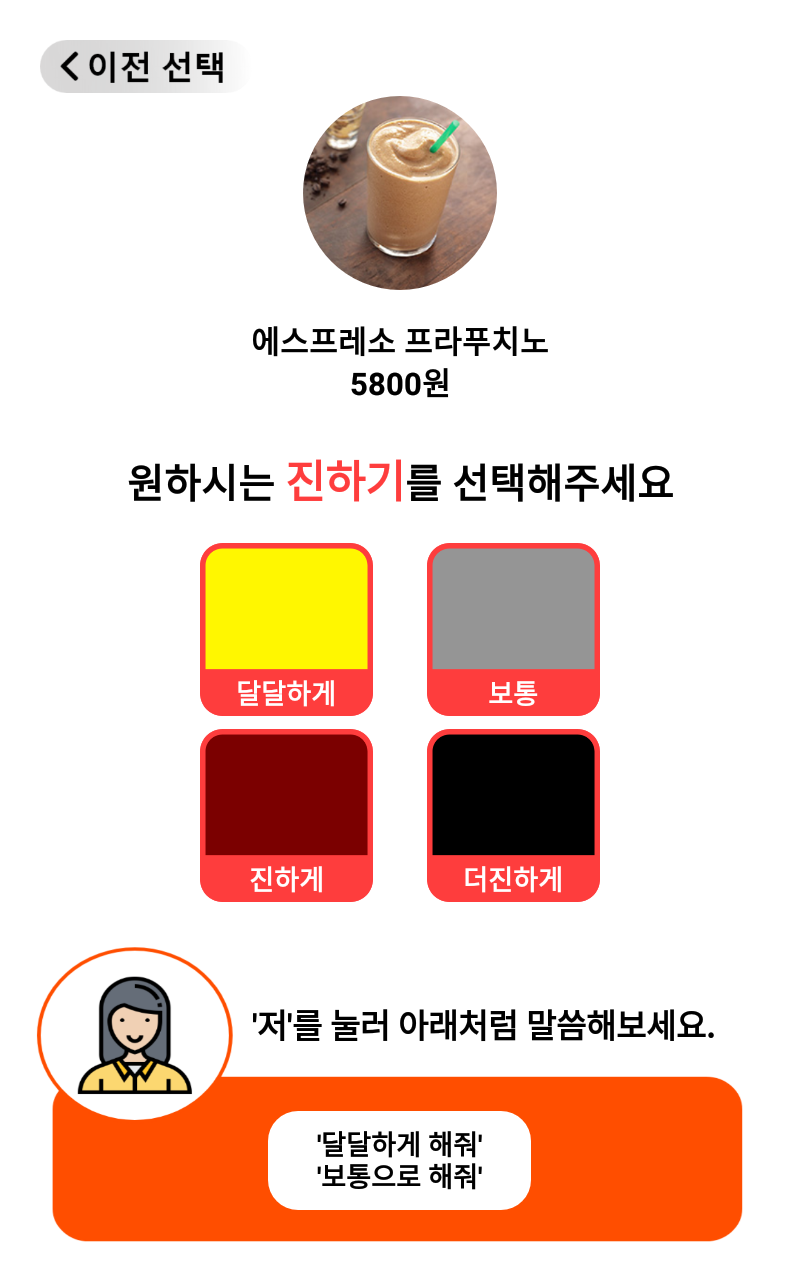 이전 선택
에스프레소 프라푸치노
5800원
원하시는 진하기를 선택해주세요
달달하게
보통
진하게
더진하게
'저'를 눌러 아래처럼 말씀해보세요.
'달달하게 해줘'
'보통으로 해줘'